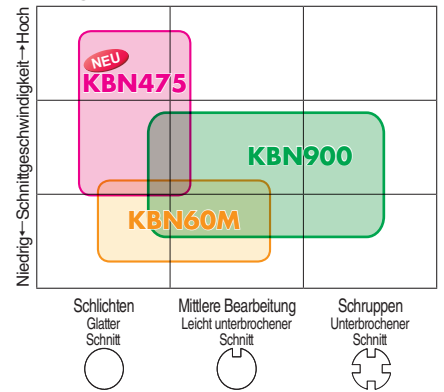 Niedrig ← Schnittgeschwindigkeit → Hoch
NEU
KBN475
KBN900
KBN60M
Schlichten
Glatter
Schnitt
Mittlere Bearbeitung
Leicht unterbrochener
Schnitt
Schruppen
Unterbrochener
Schnitt